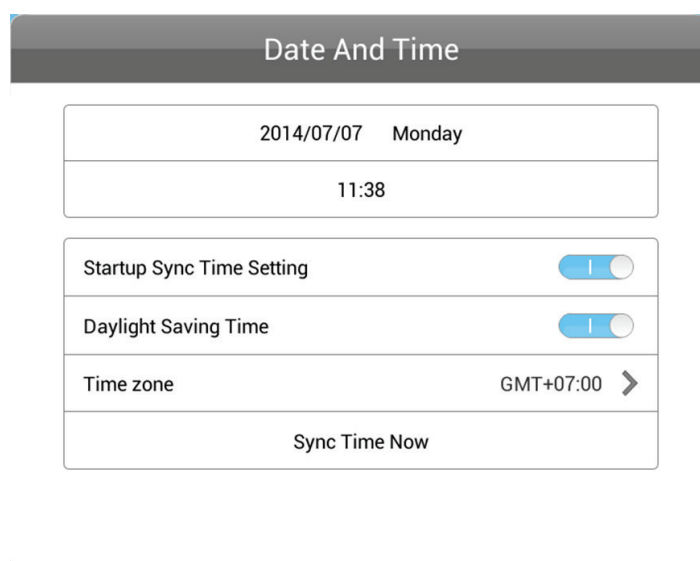 Date And Time
2014/07/07 Monday
11:38
Startup Sync Time Setting
Daylight Saving Time
Time zone GMT+07:00
Sync Time Now